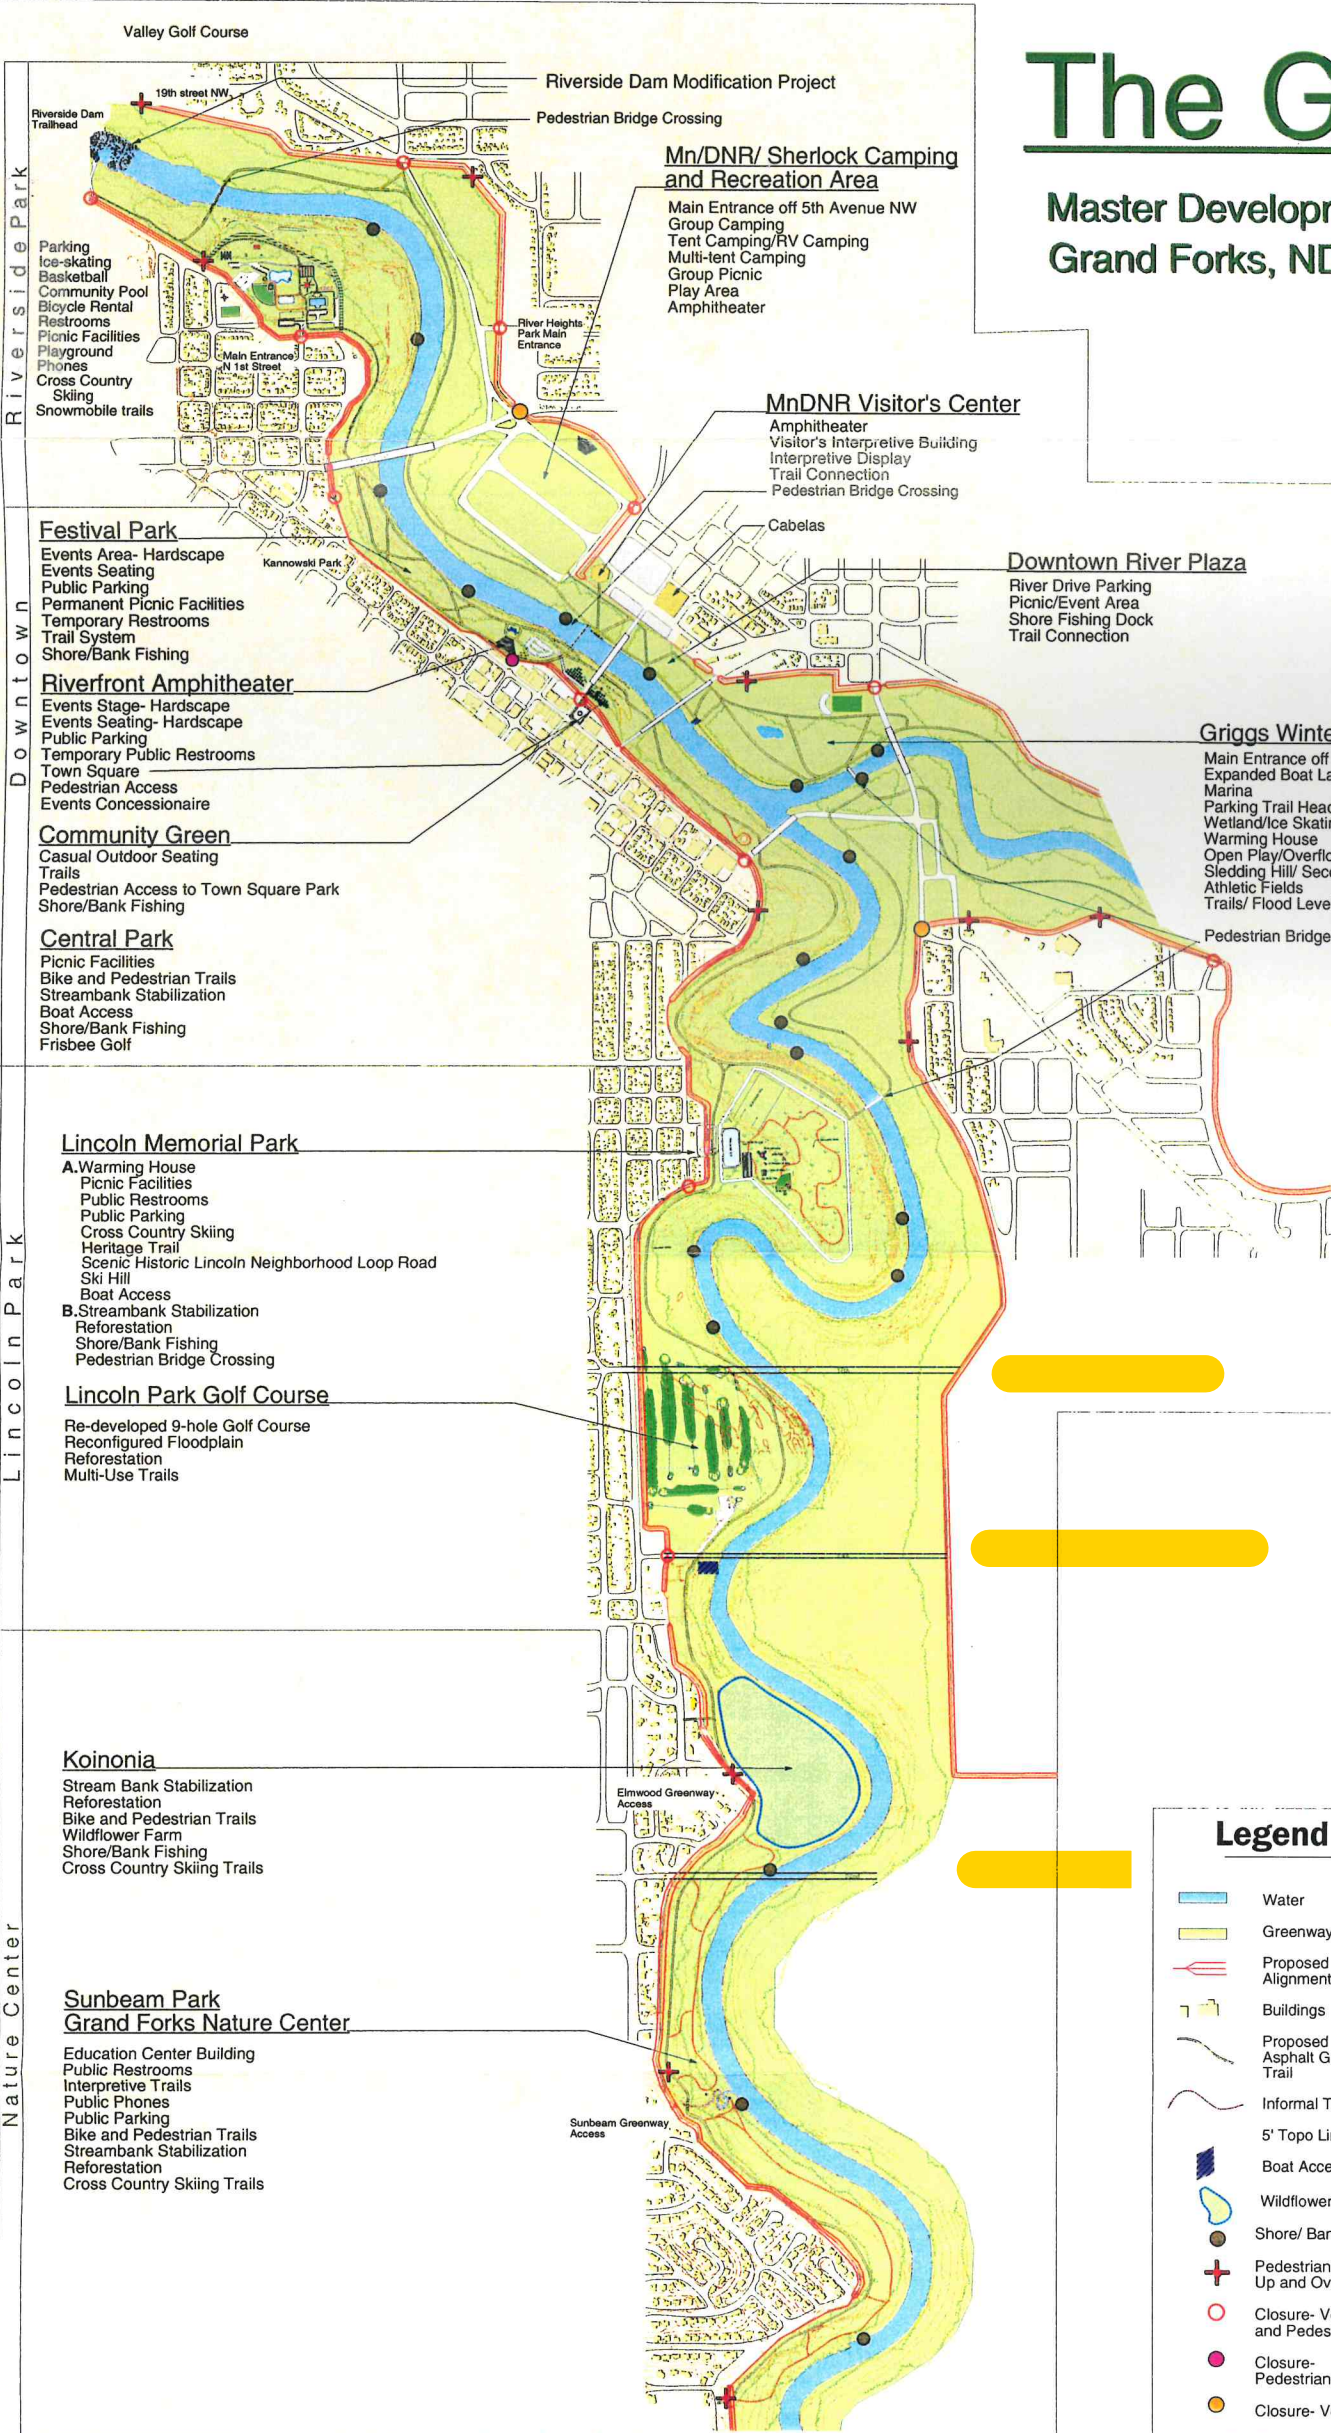 Valley Golf Course
The G
Master Developr
Grand Forks, ND
Riverside Dam Modification Project
19th street NW
Riverside Dam
Trailhead
Pedestrian Bridge Crossing
Mn/DNR/ Sherlock Camping
and Recreation Area
Main Entrance off 5th Avenue NW
Group Camping
Tent Camping/RV Camping
Multi-tent Camping
Group Picnic
Play Area
Amphitheater
Riverside Park
Parking
Ice-skating
Basketball
Community Pool
Bicycle Rental
Restrooms
Picnic Facilities
Playground
Phones
Cross Country
Skiing
Snowmobile trails
Main Entrance
N 1st Street
River Heights
Park Main
Entrance
MnDNR Visitor's Center
Amphitheater
Visitor's Interpretive Building
Interpretive Display
Trail Connection
Pedestrian Bridge Crossing
Cabelas
Downtown River Plaza
River Drive Parking
Picnic/Event Area
Shore Fishing Dock
Trail Connection
Downtown
Festival Park
Events Area- Hardscape
Events Seating
Public Parking
Permanent Picnic Facilities
Temporary Restrooms
Trail System
Shore/Bank Fishing
Kannowski Park
Riverfront Amphitheater
Events Stage- Hardscape
Events Seating- Hardscape
Public Parking
Temporary Public Restrooms
Town Square
Pedestrian Access
Events Concessionaire
Community Green
Casual Outdoor Seating
Trails
Pedestrian Access to Town Square Park
Shore/Bank Fishing
Central Park
Picnic Facilities
Bike and Pedestrian Trails
Streambank Stabilization
Boat Access
Shore/Bank Fishing
Frisbee Golf
Griggs Winte
Main Entrance off
Expanded Boat La
Marina
Parking Trail Head
Wetland/Ice Skatin
Warming House
Open Play/Overflo
Sledding Hill/ Seco
Athletic Fields
Trails/ Flood Leve
Pedestrian Bridge
Lincoln Park
Lincoln Memorial Park
A.Warming House
Picnic Facilities
Public Restrooms
Public Parking
Cross Country Skiing
Heritage Trail
Scenic Historic Lincoln Neighborhood Loop Road
Ski Hill
Boat Access
B.Streambank Stabilization
Reforestation
Shore/Bank Fishing
Pedestrian Bridge Crossing
Lincoln Park Golf Course
Re-developed 9-hole Golf Course
Reconfigured Floodplain
Reforestation
Multi-Use Trails
Nature Center
Koinonia
Stream Bank Stabilization
Reforestation
Bike and Pedestrian Trails
Wildflower Farm
Shore/Bank Fishing
Cross Country Skiing Trails
Elmwood Greenway
Access
Sunbeam Park
Grand Forks Nature Center
Education Center Building
Public Restrooms
Interpretive Trails
Public Phones
Public Parking
Bike and Pedestrian Trails
Streambank Stabilization
Reforestation
Cross Country Skiing Trails
Sunbeam Greenway
Access
Legend
Water
Greenway
Proposed
Alignment
Buildings
Proposed
Asphalt G
Trail
Informal T
5' Topo Li
Boat Acce
Wildflower
Shore/ Bar
Pedestrian
Up and Ov
Closure- V
and Pedes
Closure-
Pedestrian
Closure- V